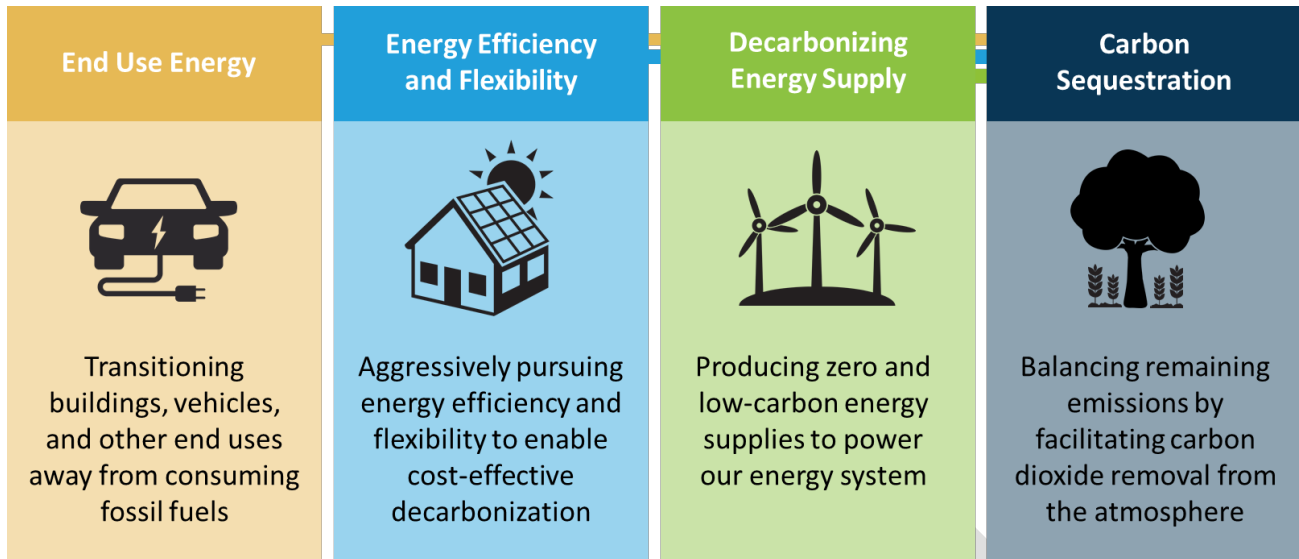 End Use Energy
Transitioning
buildings, vehicles,
and other end uses
away from consuming
fossil fuels
Energy Efficiency
and Flexibility
Aggressively pursuing
energy efficiency and
flexibility to enable
cost-effective
decarbonization
Decarbonizing
Energy Supply
Producing zero and
low-carbon energy
supplies to power
our energy system
Carbon
Sequestration
Balancing remaining
emissions by
facilitating carbon
dioxide removal from
the atmosphere